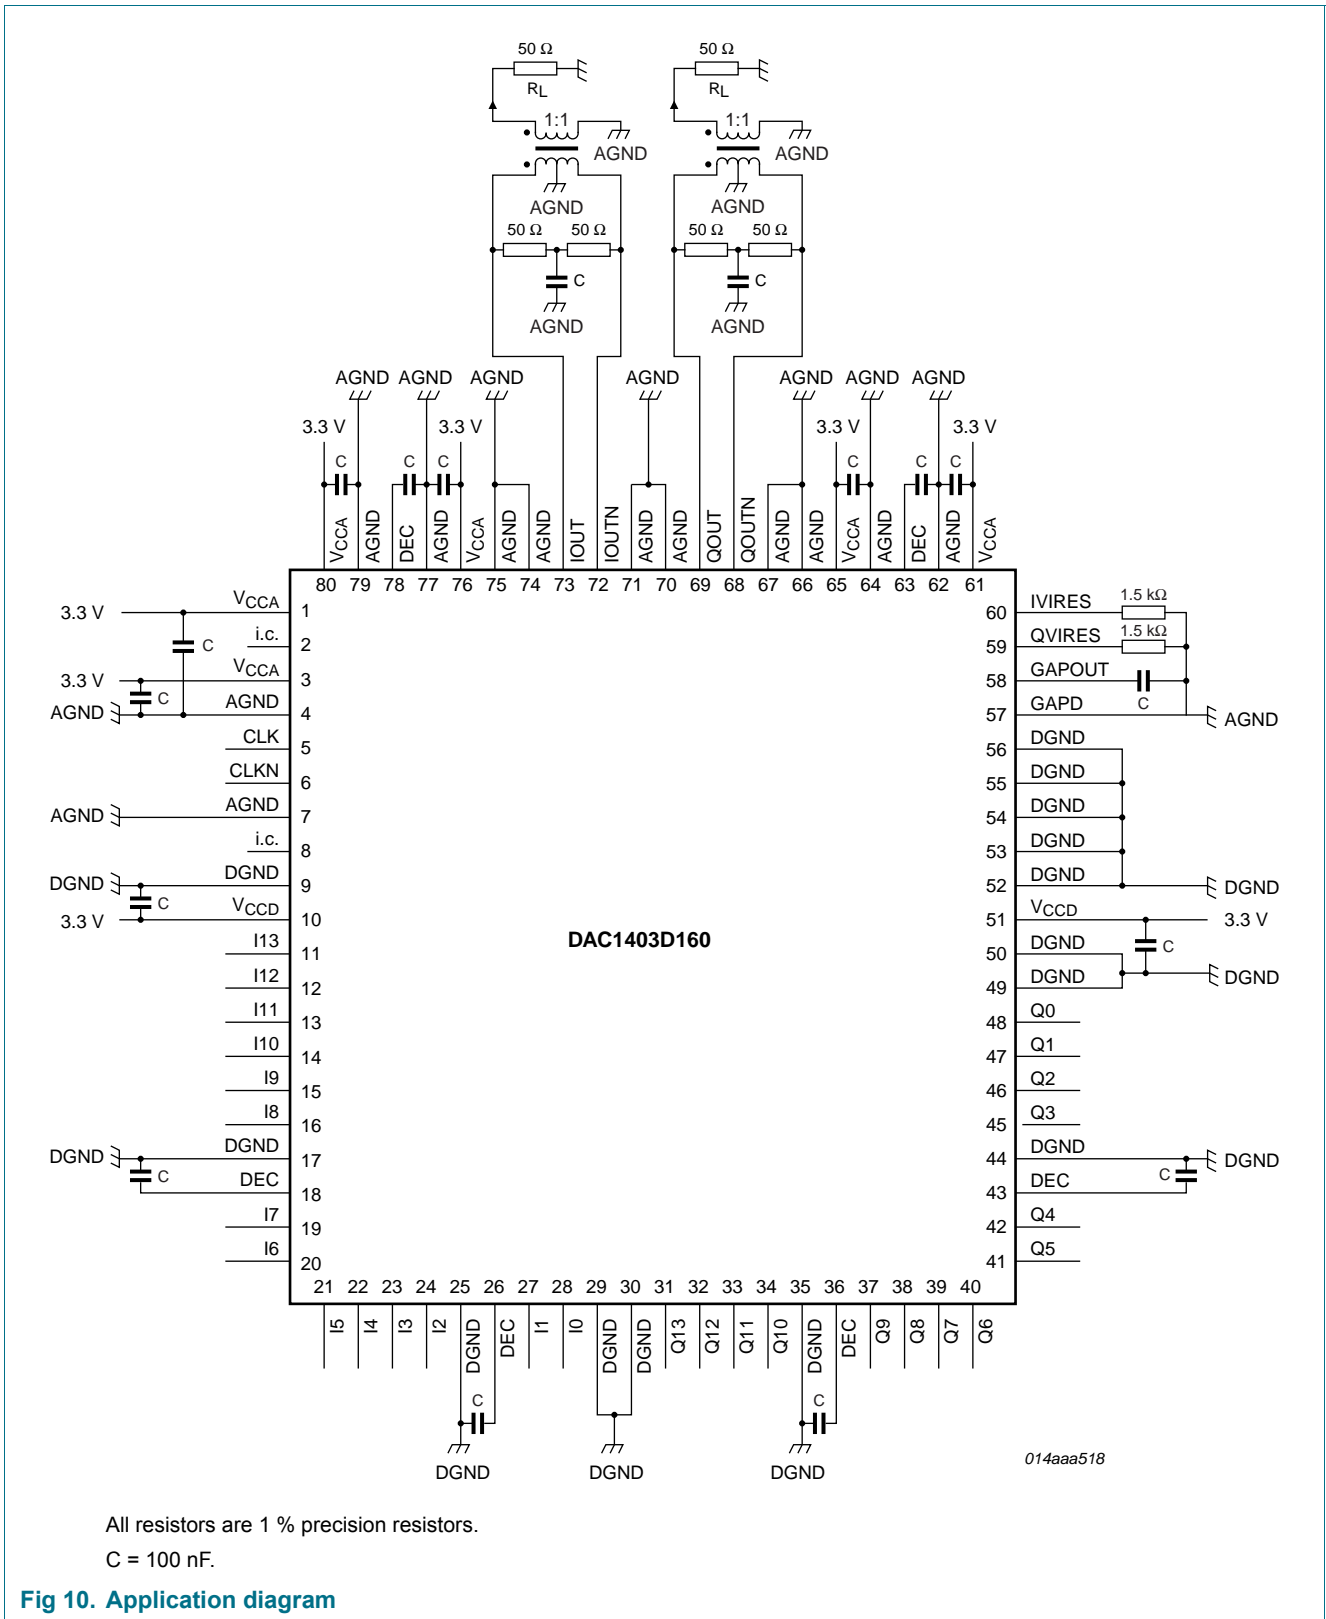 50 Ω 50 Ω
RL RL
1:1 1:1
AGND AGND
AGND AGND
50 Ω 50 Ω 50 Ω 50 Ω
C C
AGND AGND
AGND AGND AGND AGND AGND AGND AGND
3.3 V 3.3 V 3.3 V 3.3 V
C C C C C C
VCCA AGND DEC AGND VCCA AGND AGND IOUT IOUTN AGND AGND QOUT QOUTN AGND AGND VCCA AGND DEC AGND VCCA
80 79 78 77 76 75 74 73 72 71 70 69 68 67 66 65 64 63 62 61
3.3 V VCCA 1
C
i.c. 2
3.3 V VCCA 3
C
AGND AGND 4
CLK 5
CLKN 6
AGND AGND 7
i.c. 8
DGND DGND 9
C
3.3 V VCCD 10
I13 11
I12 12
I11 13
I10 14
I9 15
I8 16
DGND DGND 17
C
DEC 18
I7 19
I6 20
DAC1403D160
60 IVIRES 1.5 kΩ
59 QVIRES 1.5 kΩ
58 GAPOUT
C
57 GAPD AGND
56 DGND
55 DGND
54 DGND
53 DGND
52 DGND DGND
51 VCCD 3.3 V
C
50 DGND
DGND
49 DGND
48 Q0
47 Q1
46 Q2
45 Q3
44 DGND DGND
C
43 DEC
42 Q4
41 Q5
21 22 23 24 25 26 27 28 29 30 31 32 33 34 35 36 37 38 39 40
I5 I4 I3 I2 DGND DEC I1 I0 DGND DGND Q13 Q12 Q11 Q10 DGND DEC Q9 Q8 Q7 Q6
C C
DGND DGND DGND
014aaa518
All resistors are 1 % precision resistors.
C = 100 nF.
Fig 10. Application diagram